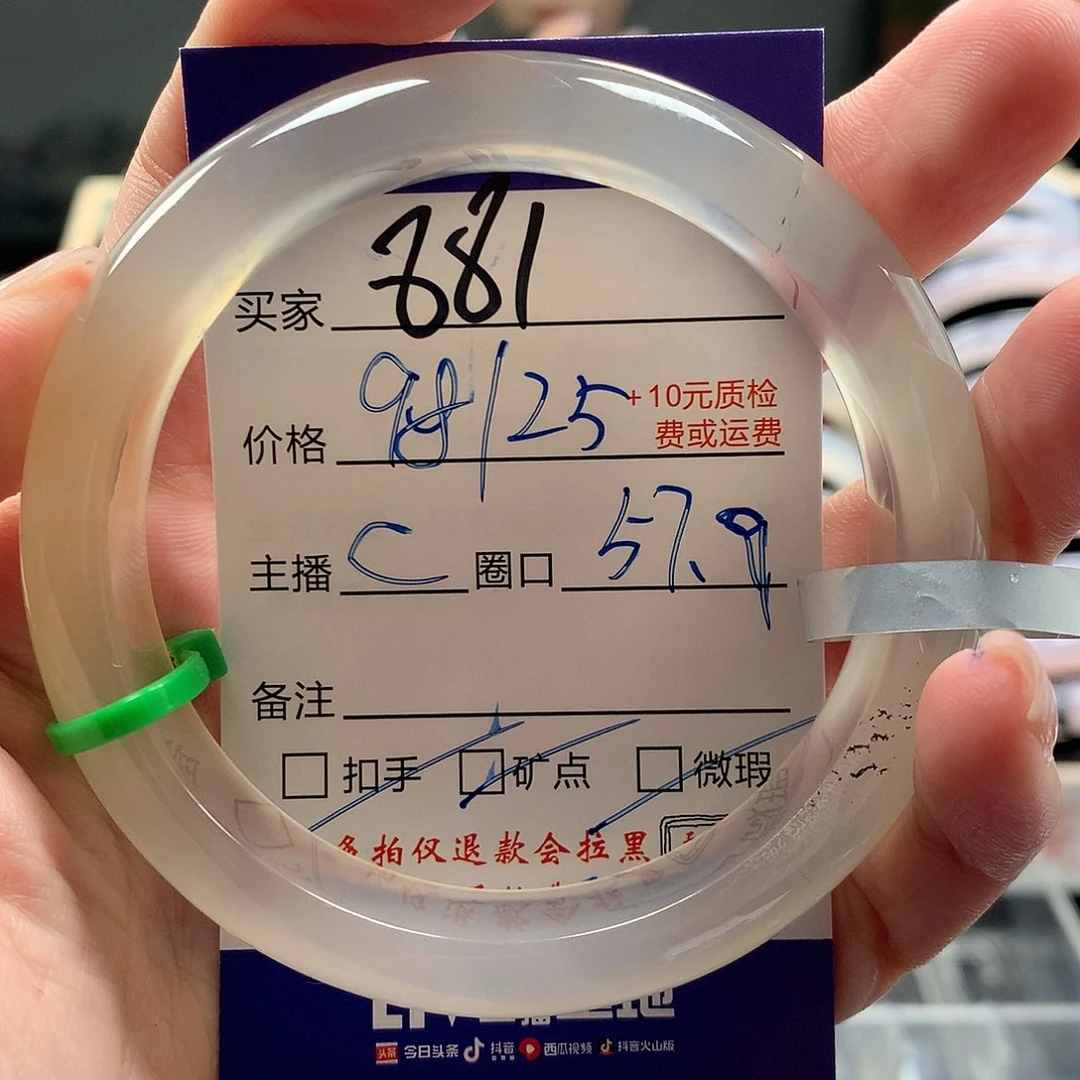 买家 881
价格 98/25 +10元质检
费或运费
主播 C 圈口 57.9
备注
扣手 矿点 微瑕
多拍仅退款会拉黑
今日头条 抖音 西瓜视频 抖音火山版